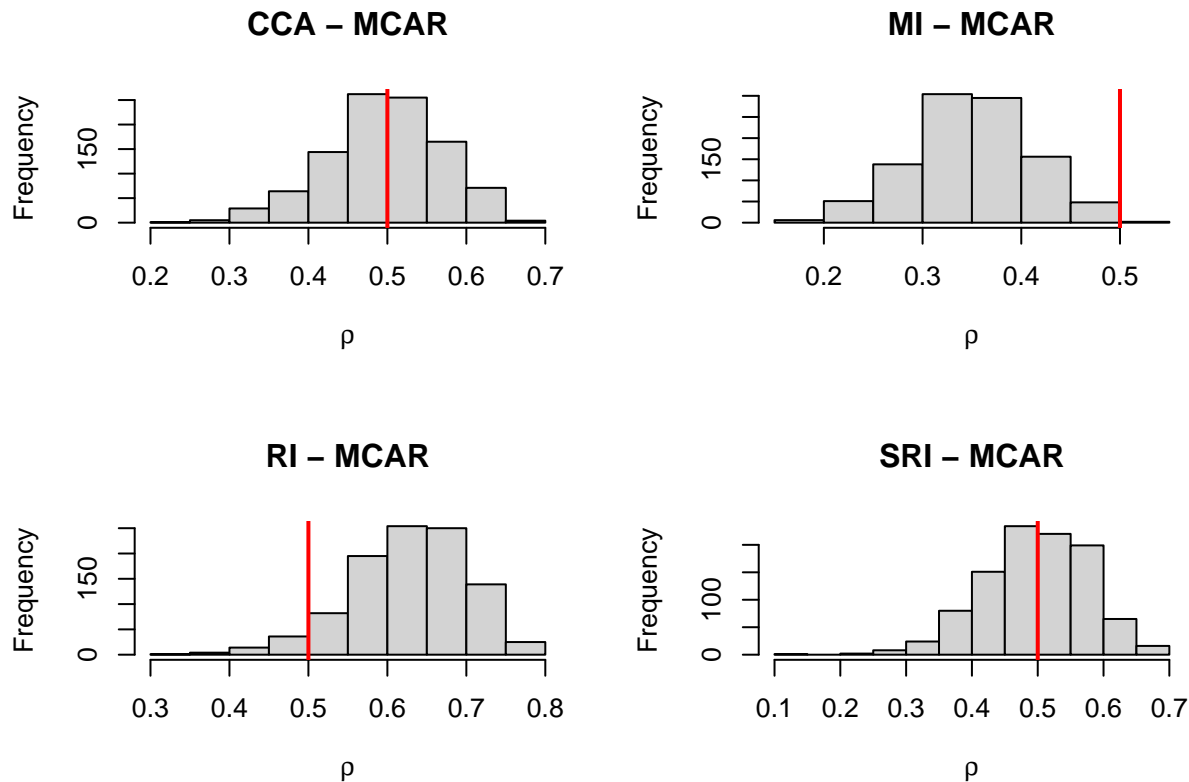 CCA – MCAR
Frequency
0 150
0.2 0.3 0.4 0.5 0.6 0.7
ρ
MI – MCAR
Frequency
0 150
0.2 0.3 0.4 0.5
ρ
RI – MCAR
Frequency
0 150
0.3 0.4 0.5 0.6 0.7 0.8
ρ
SRI – MCAR
Frequency
0 100
0.1 0.2 0.3 0.4 0.5 0.6 0.7
ρ